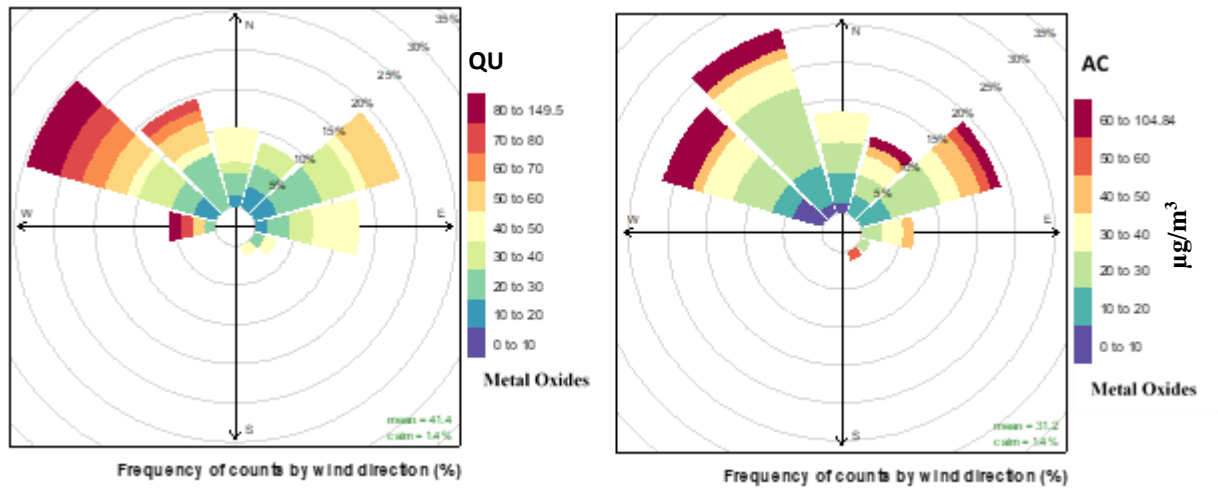 N
35%
30%
25%
20%
15%
10%
5%
W
E
S
mean = 41.4
calm = 1.4%
Frequency of counts by wind direction (%)
QU
80 to 149.5
70 to 80
60 to 70
50 to 60
40 to 50
30 to 40
20 to 30
10 to 20
0 to 10
Metal Oxides
N
35%
30%
25%
20%
15%
10%
5%
W
E
S
mean = 31.2
calm = 1.4%
Frequency of counts by wind direction (%)
AC
60 to 104.84
50 to 60
40 to 50
30 to 40
20 to 30
10 to 20
0 to 10
Metal Oxides
µg/m³